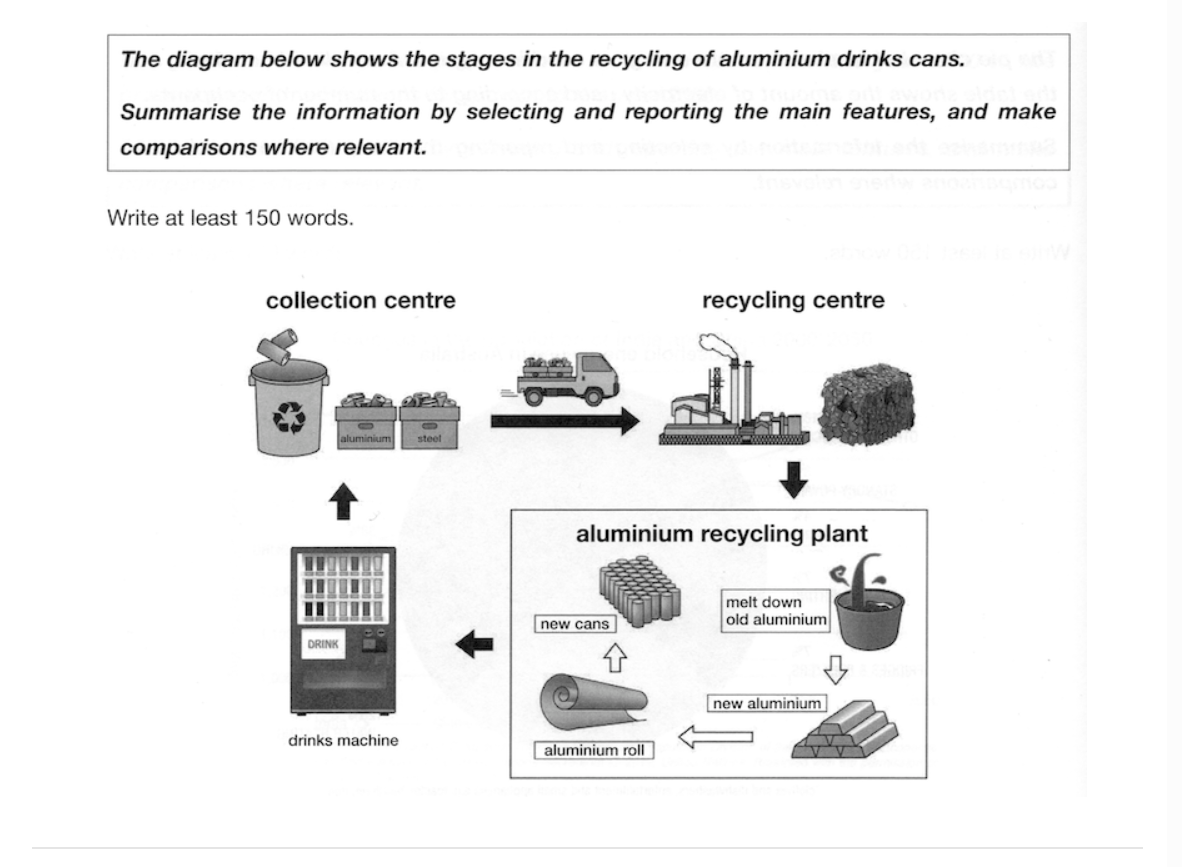 The diagram below shows the stages in the recycling of aluminium drinks cans.
Summarise the information by selecting and reporting the main features, and make
comparisons where relevant.
Write at least 150 words.
collection centre
recycling centre
aluminium
steel
aluminium recycling plant
melt down
old aluminium
new cans
DRINK
new aluminium
drinks machine
aluminium roll